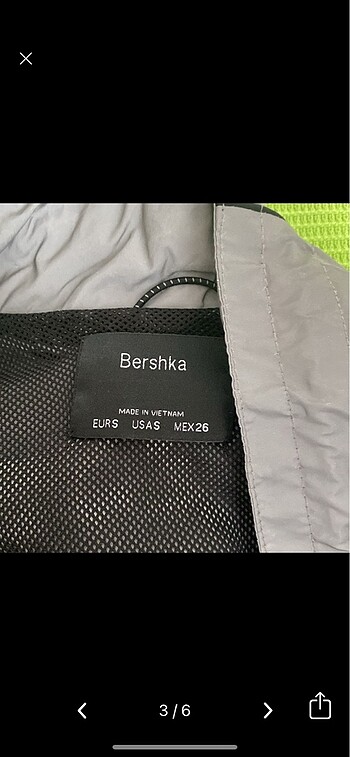 Bershka
MADE IN VIETNAM
EUR S USA S MEX 26
3/6